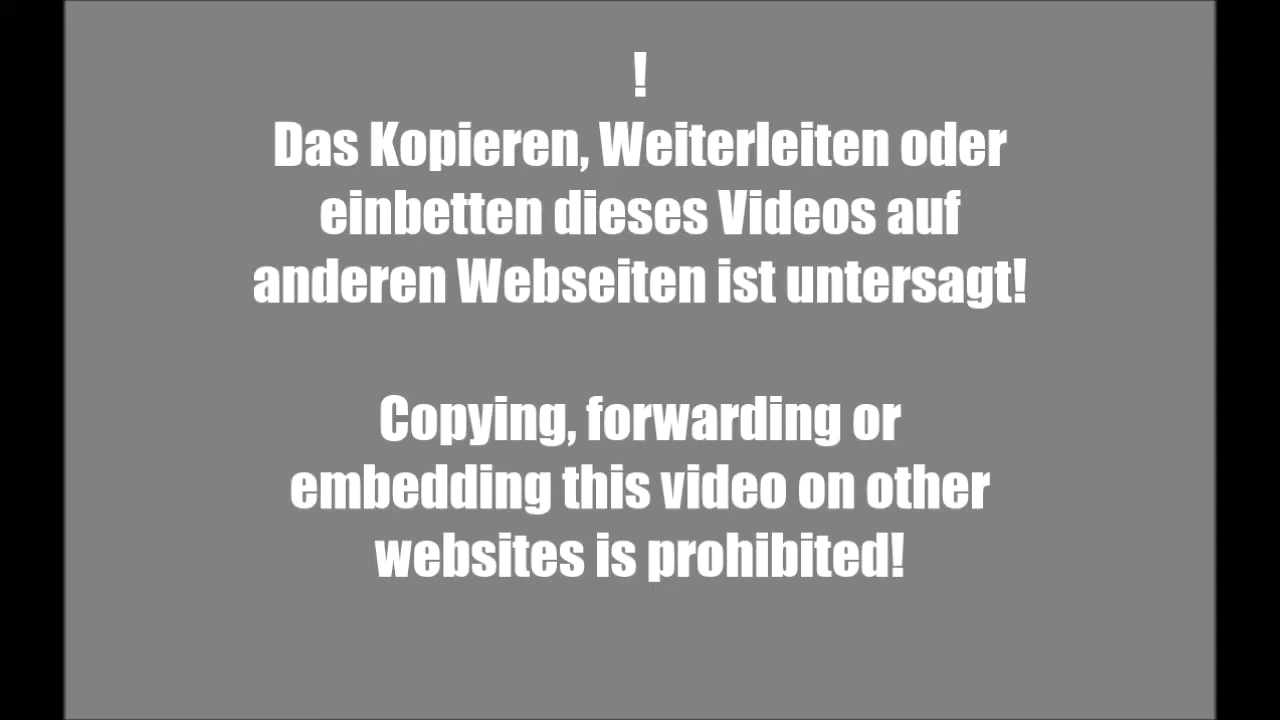 !
Das Kopieren, Weiterleiten oder
einbetten dieses Videos auf
anderen Webseiten ist untersagt!
Copying, forwarding or
embedding this video on other
websites is prohibited!